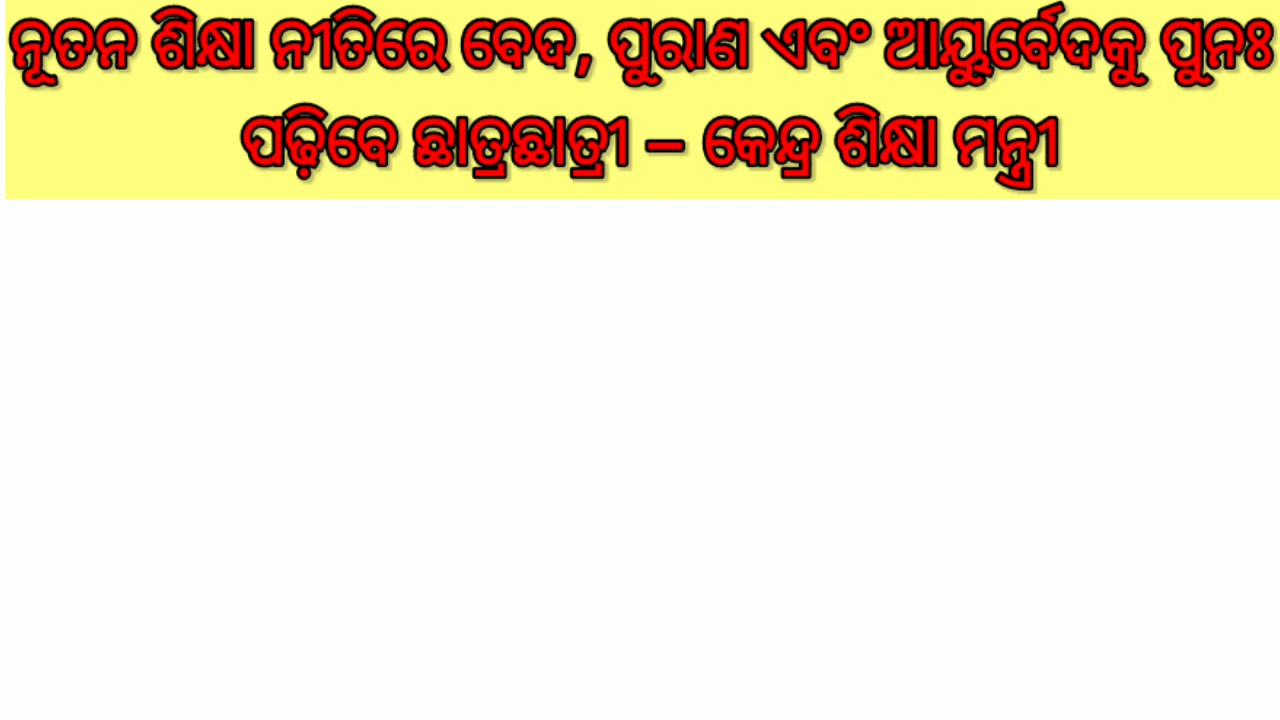 ନୂତନ ଶିକ୍ଷା ନୀତିରେ ବେଦ, ପୁରାଣ ଏବଂ ଆୟୁର୍ବେଦକୁ ପୁନଃ
ପଢ଼ିବେ ଛାତ୍ରଛାତ୍ରୀ – କେନ୍ଦ୍ର ଶିକ୍ଷା ମନ୍ତ୍ରୀ